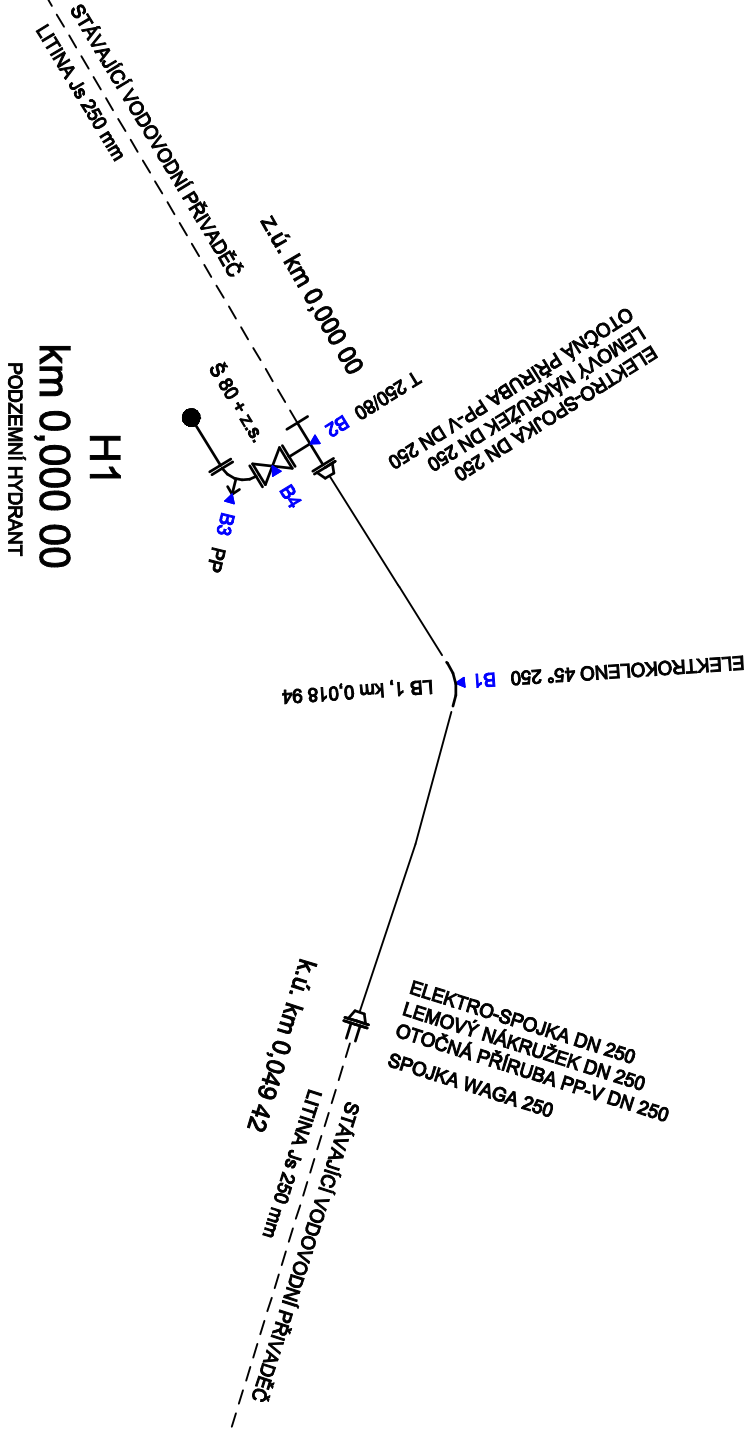 STÁVAJÍCÍ VODOVODNÍ PŘIVADĚČ
LITINA Js 250 mm
z.ú. km 0,000 00
T 250/80
B2
ELEKTRO-SPOJKA DN 250
LEMOVÝ NÁKRUŽEK DN 250
OTOČNÁ PŘÍRUBA PP-V DN 250
Š 80 + z.s.
B4
B3 PP
H1
km 0,000 00
PODZEMNÍ HYDRANT
ELEKTROKOLENO 45° 250
B1
LB 1, km 0,018 94
ELEKTRO-SPOJKA DN 250
LEMOVÝ NÁKRUŽEK DN 250
OTOČNÁ PŘÍRUBA PP-V DN 250
SPOJKA WAGA 250
k.ú. km 0,049 42
STÁVAJÍCÍ VODOVODNÍ PŘIVADĚČ
LITINA Js 250 mm